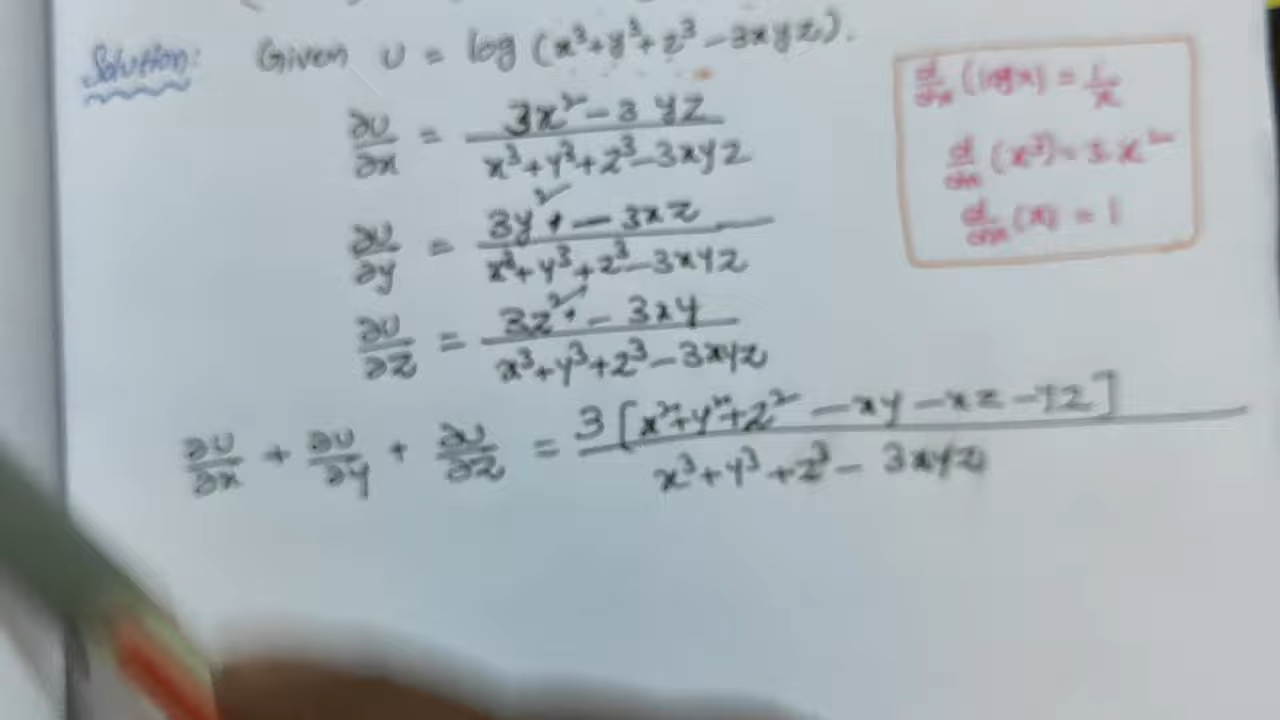 Solution: Given U = log (x³+y³+z³-3xyz).
∂U/∂x = (3x²-3yz)/(x³+y³+z³-3xyz)
∂U/∂y = (3y²-3xz)/(x³+y³+z³-3xyz)
∂U/∂z = (3z²-3xy)/(x³+y³+z³-3xyz)
∂U/∂x + ∂U/∂y + ∂U/∂z = 3[x²+y²+z²-xy-xz-yz]/(x³+y³+z³-3xyz)
d/dx (logx) = 1/x
d/dx (x³) = 3x²
d/dx (x) = 1